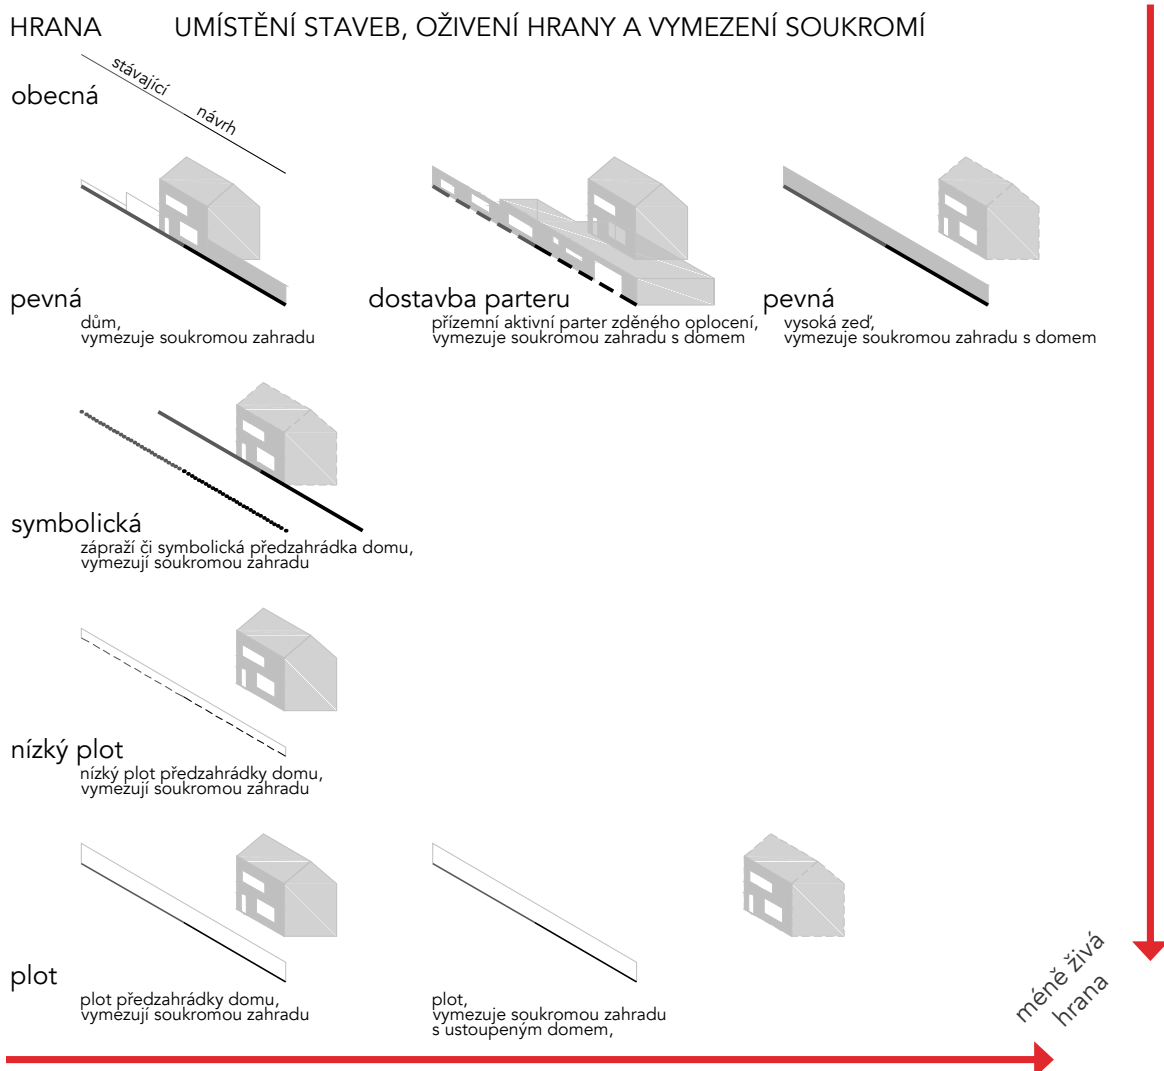 HRANA UMÍSTĚNÍ STAVEB, OŽIVENÍ HRANY A VYMEZENÍ SOUKROMÍ
obecná
stávající
návrh
pevná
dům,
vymezuje soukromou zahradu
dostavba parteru
přízemní aktivní parter zděného oplocení,
vymezuje soukromou zahradu s domem
pevná
vysoká zeď,
vymezuje soukromou zahradu s domem
symbolická
zápraží či symbolická předzahrádka domu,
vymezují soukromou zahradu
nízký plot
nízký plot předzahrádky domu,
vymezují soukromou zahradu
plot
plot předzahrádky domu,
vymezují soukromou zahradu
plot,
vymezuje soukromou zahradu
s ustoupeným domem,
méně živá
hrana